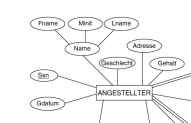 Fname Minit Lname
Name
Adresse
Geschlecht Gehalt
Ssn
ANGESTELLTER
Gdatum